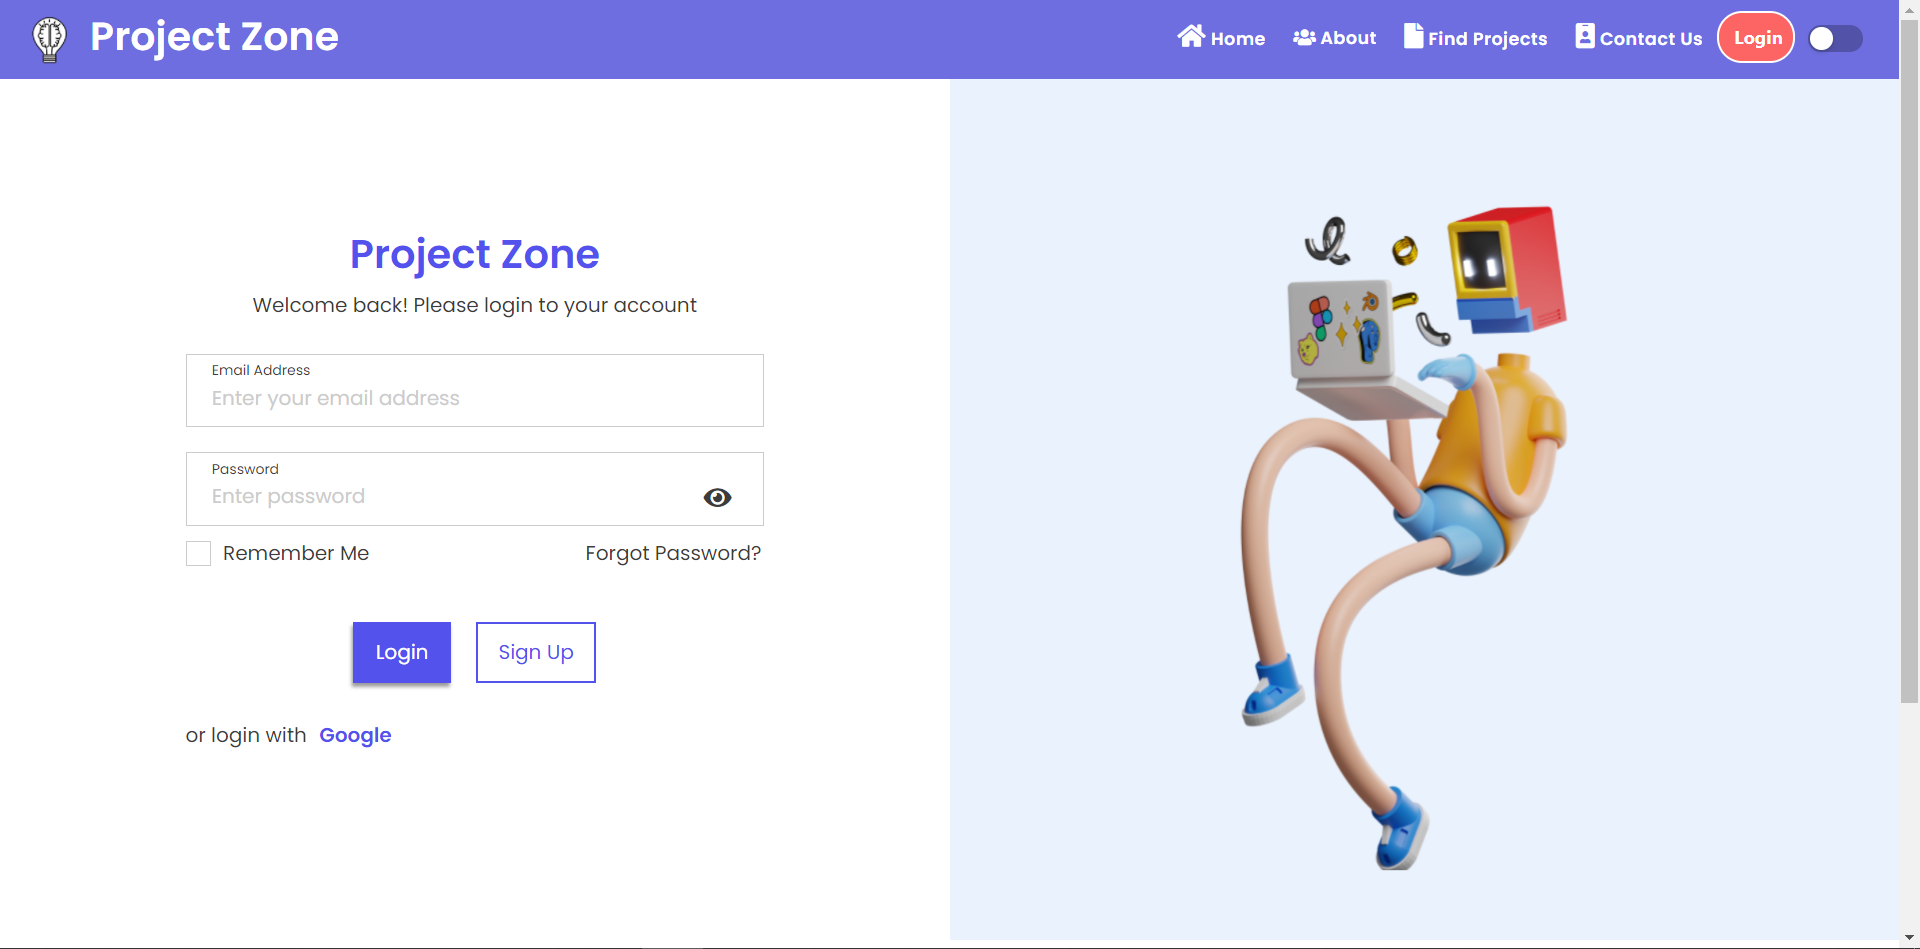 Project Zone
Home
About
Find Projects
Contact Us
Login
Project Zone
Welcome back! Please login to your account
Email Address
Enter your email address
Password
Enter password
Remember Me
Forgot Password?
Login
Sign Up
or login with Google